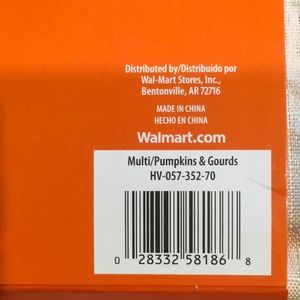 Distributed by/Distribuido por
Wal-Mart Stores, Inc.,
Bentonville, AR 72716
MADE IN CHINA
HECHO EN CHINA
Walmart.com
Multi/Pumpkins & Gourds
HV-057-352-70
0 28332 58186 8